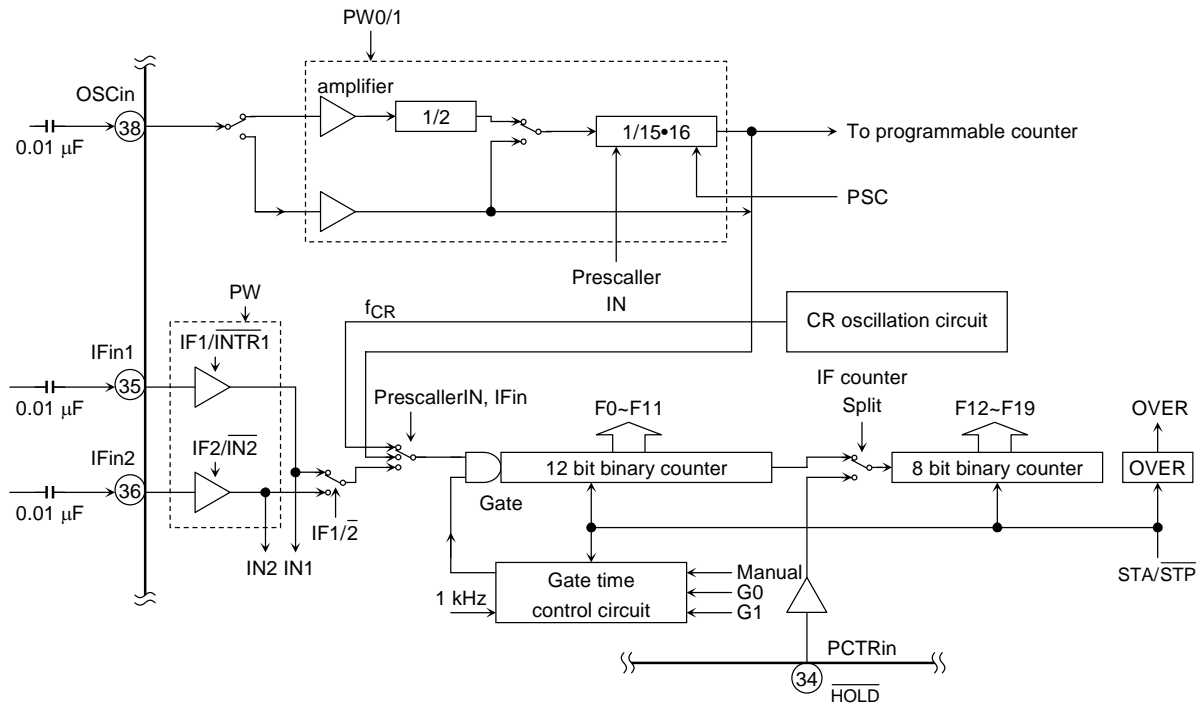 PW0/1
OSCin
amplifier
38
1/2
1/15•16
To programmable counter
0.01 μF
PSC
Prescaller
IN
PW
fCR
CR oscillation circuit
IFin1
IF1/INTR1
35
IF counter
Split
PrescallerIN, IFin
F0~F11
F12~F19
OVER
0.01 μF
IFin2
IF2/IN2
12 bit binary counter
8 bit binary counter
OVER
36
Gate
0.01 μF
IF1/2
IN2 IN1
Gate time
control circuit
Manual
G0
G1
STA/STP
1 kHz
PCTRin
34
HOLD